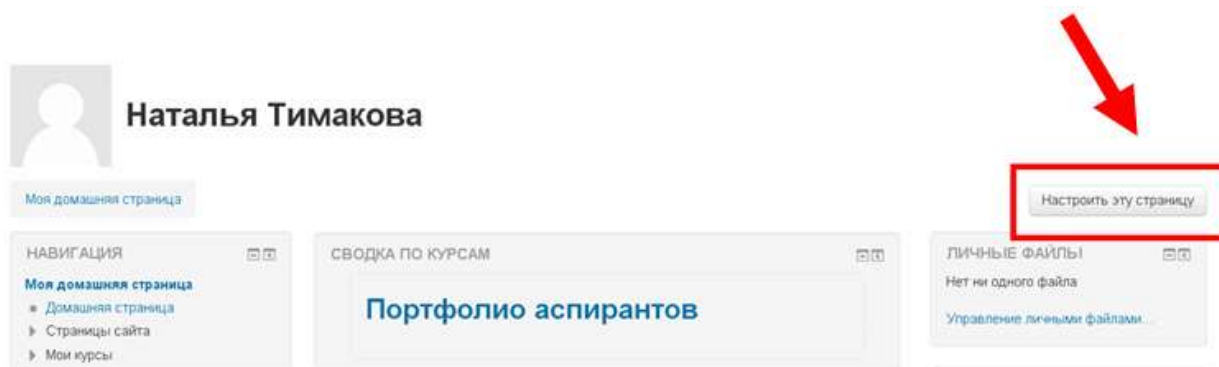 Наталья Тимакова
Моя домашняя страница
Настроить эту страницу
НАВИГАЦИЯ
Моя домашняя страница
Домашняя страница
Страницы сайта
Мои курсы
СВОДКА ПО КУРСАМ
Портфолио аспирантов
ЛИЧНЫЕ ФАЙЛЫ
Нет ни одного файла
Управление личными файлами...